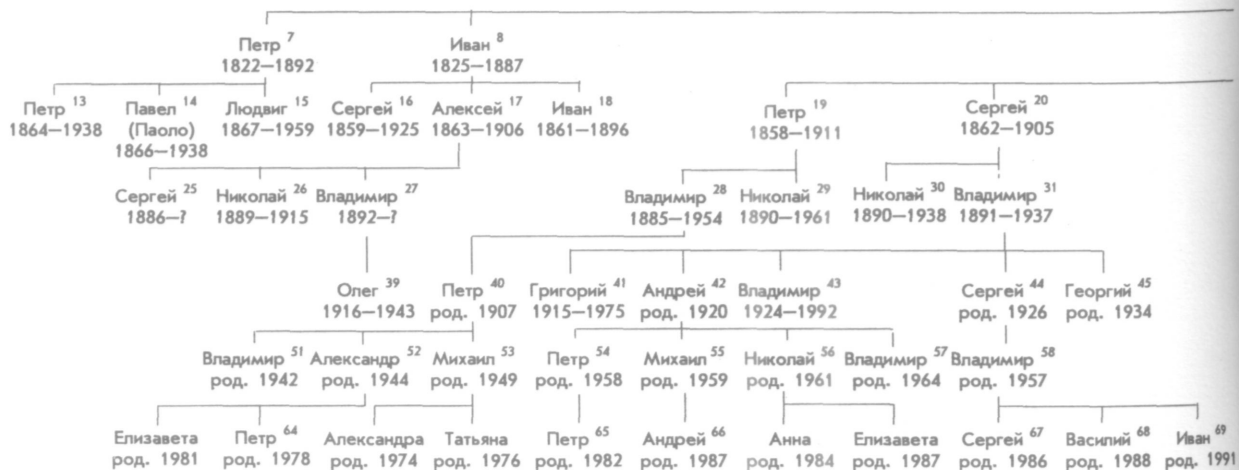 Петр 7 Иван 8
1822—1892 1825—1887
Петр 13 Павел 14 Людвиг 15 Сергей 16 Алексей 17 Иван 18 Петр 19 Сергей 20
1864—1938 (Паоло) 1867—1959 1859—1925 1863—1906 1861—1896 1858—1911 1862—1905
1866—1938
Сергей 25 Николай 26 Владимир 27 Владимир 28 Николай 29 Николай 30 Владимир 31
1886—? 1889—1915 1892—? 1885—1954 1890—1961 1890—1938 1891—1937
Олег 39 Петр 40 Григорий 41 Андрей 42 Владимир 43 Сергей 44 Георгий 45
1916—1943 род. 1907 1915—1975 род. 1920 1924—1992 род. 1926 род. 1934
Владимир 51 Александр 52 Михаил 53 Петр 54 Михаил 55 Николай 56 Владимир 57 Владимир 58
род. 1942 род. 1944 род. 1949 род. 1958 род. 1959 род. 1961 род. 1964 род. 1957
Елизавета Петр 64 Александра Татьяна Петр 65 Андрей 66 Анна Елизавета Сергей 67 Василий 68 Иван 69
род. 1981 род. 1978 род. 1974 род. 1976 род. 1982 род. 1987 род. 1984 род. 1987 род. 1986 род. 1988 род. 1991